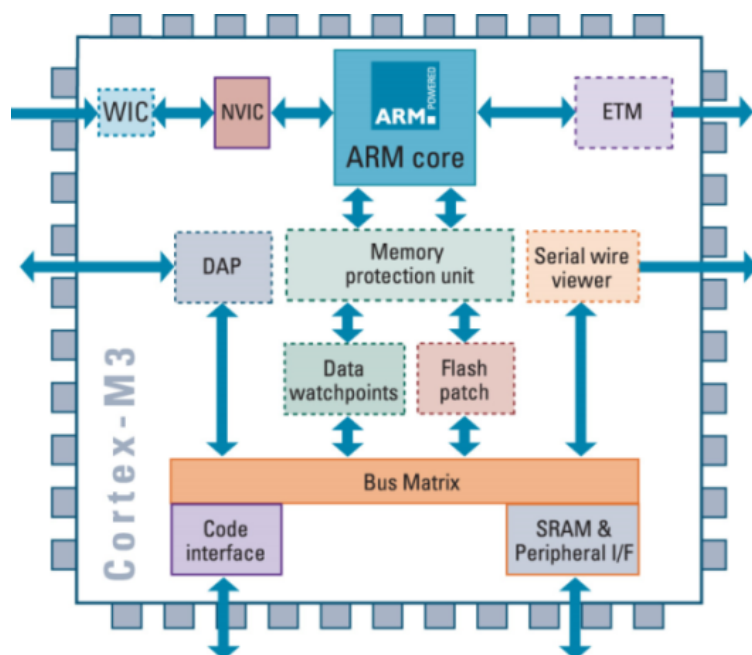 WIC
NVIC
ARM
POWERED
ARM core
ETM
DAP
Memory
protection unit
Serial wire
viewer
Data
watchpoints
Flash
patch
Cortex-M3
Bus Matrix
Code
interface
SRAM &
Peripheral I/F